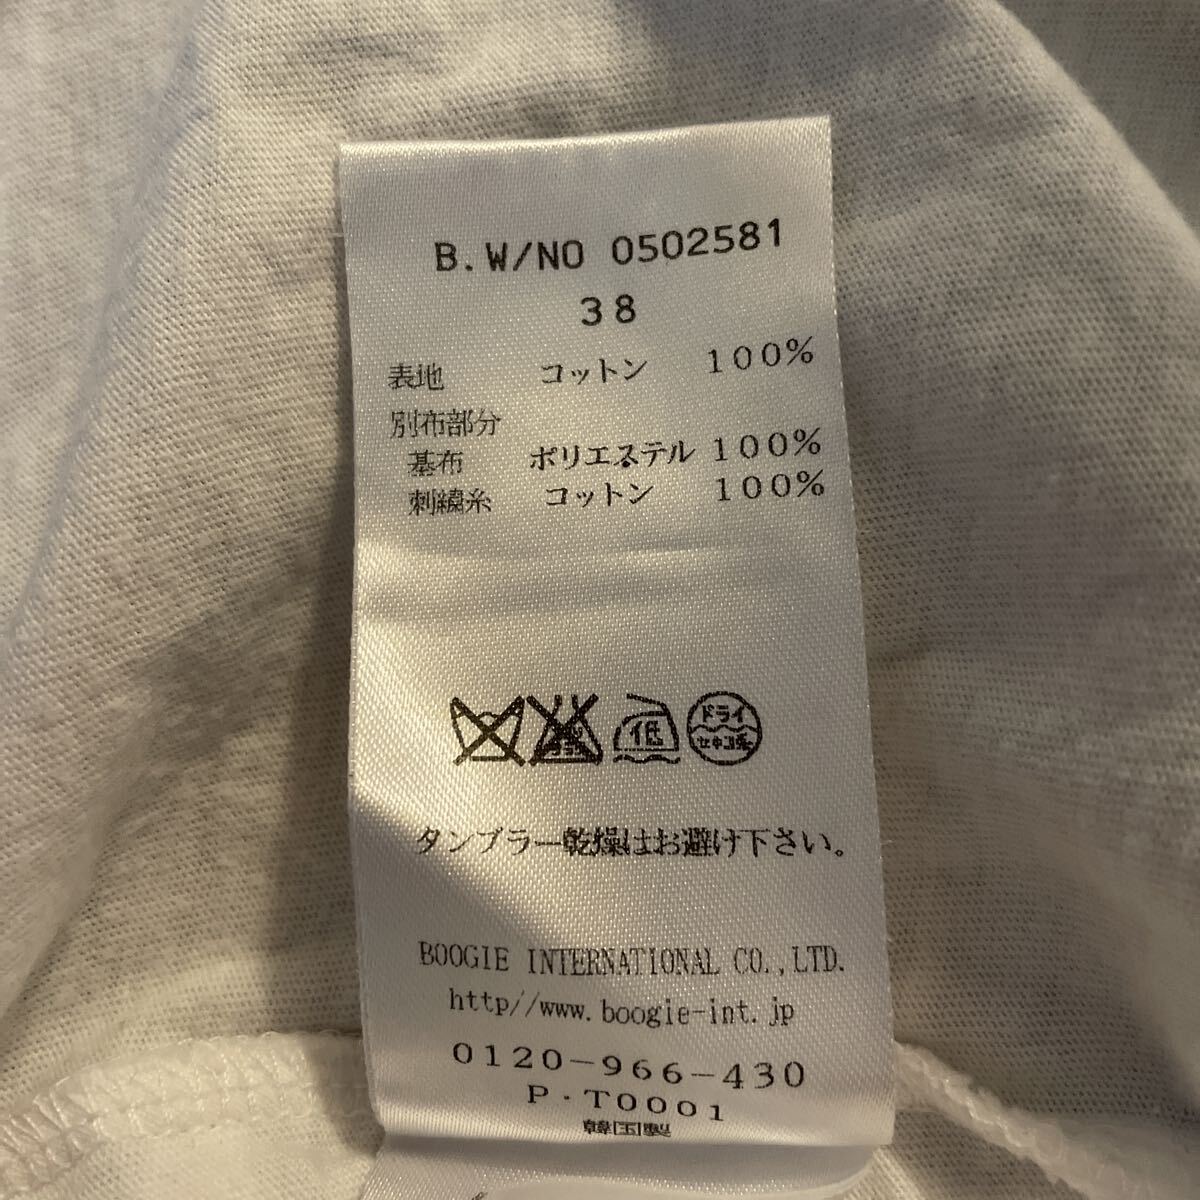 B.W/NO 0502581
38
表地 コットン 100%
別布部分
基布 ポリエステル 100%
刺繍糸 コットン 100%
低
ドライ
セキユ系
タンブラー乾燥はお避け下さい。
BOOGIE INTERNATIONAL CO.,LTD.
http//www.boogie-int.jp
0120-966-430
P・T0001
韓国製